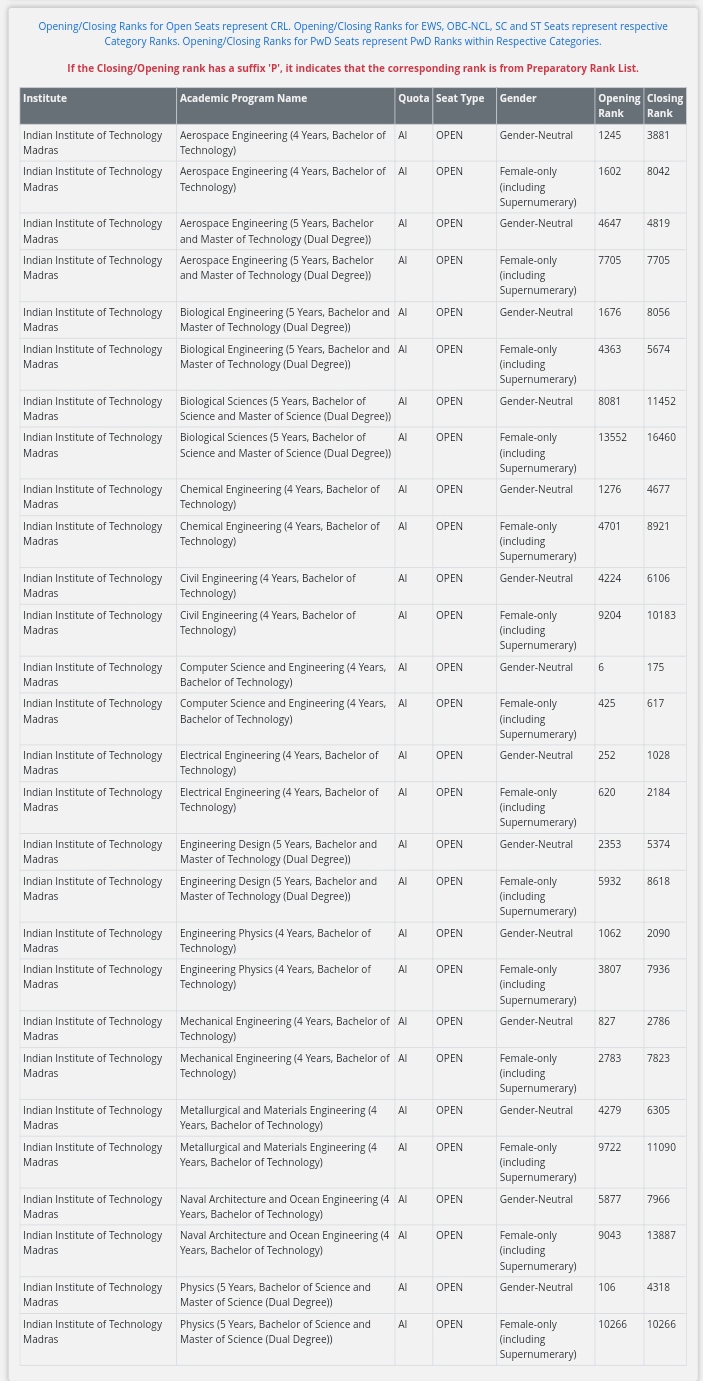 Opening/Closing Ranks for Open Seats represent CRL. Opening/Closing Ranks for EWS, OBC-NCL, SC and ST Seats represent respective
Category Ranks. Opening/Closing Ranks for PwD Seats represent PwD Ranks within Respective Categories.
If the Closing/Opening rank has a suffix 'P', it indicates that the corresponding rank is from Preparatory Rank List.
Institute Academic Program Name Quota Seat Type Gender Opening Closing
Rank Rank
Indian Institute of Technology Aerospace Engineering (4 Years, Bachelor of AI OPEN Gender-Neutral 1245 3881
Madras Technology)
Indian Institute of Technology Aerospace Engineering (4 Years, Bachelor of AI OPEN Female-only 1602 8042
Madras Technology) (including
Supernumerary)
Indian Institute of Technology Aerospace Engineering (5 Years, Bachelor AI OPEN Gender-Neutral 4647 4819
Madras and Master of Technology (Dual Degree))
Indian Institute of Technology Aerospace Engineering (5 Years, Bachelor AI OPEN Female-only 7705 7705
Madras and Master of Technology (Dual Degree)) (including
Supernumerary)
Indian Institute of Technology Biological Engineering (5 Years, Bachelor and AI OPEN Gender-Neutral 1676 8056
Madras Master of Technology (Dual Degree))
Indian Institute of Technology Biological Engineering (5 Years, Bachelor and AI OPEN Female-only 4363 5674
Madras Master of Technology (Dual Degree)) (including
Supernumerary)
Indian Institute of Technology Biological Sciences (5 Years, Bachelor of AI OPEN Gender-Neutral 8081 11452
Madras Science and Master of Science (Dual Degree))
Indian Institute of Technology Biological Sciences (5 Years, Bachelor of AI OPEN Female-only 13552 16460
Madras Science and Master of Science (Dual Degree)) (including
Supernumerary)
Indian Institute of Technology Chemical Engineering (4 Years, Bachelor of AI OPEN Gender-Neutral 1276 4677
Madras Technology)
Indian Institute of Technology Chemical Engineering (4 Years, Bachelor of AI OPEN Female-only 4701 8921
Madras Technology) (including
Supernumerary)
Indian Institute of Technology Civil Engineering (4 Years, Bachelor of AI OPEN Gender-Neutral 4224 6106
Madras Technology)
Indian Institute of Technology Civil Engineering (4 Years, Bachelor of AI OPEN Female-only 9204 10183
Madras Technology) (including
Supernumerary)
Indian Institute of Technology Computer Science and Engineering (4 Years, AI OPEN Gender-Neutral 6 175
Madras Bachelor of Technology)
Indian Institute of Technology Computer Science and Engineering (4 Years, AI OPEN Female-only 425 617
Madras Bachelor of Technology) (including
Supernumerary)
Indian Institute of Technology Electrical Engineering (4 Years, Bachelor of AI OPEN Gender-Neutral 252 1028
Madras Technology)
Indian Institute of Technology Electrical Engineering (4 Years, Bachelor of AI OPEN Female-only 620 2184
Madras Technology) (including
Supernumerary)
Indian Institute of Technology Engineering Design (5 Years, Bachelor and AI OPEN Gender-Neutral 2353 5374
Madras Master of Technology (Dual Degree))
Indian Institute of Technology Engineering Design (5 Years, Bachelor and AI OPEN Female-only 5932 8618
Madras Master of Technology (Dual Degree)) (including
Supernumerary)
Indian Institute of Technology Engineering Physics (4 Years, Bachelor of AI OPEN Gender-Neutral 1062 2090
Madras Technology)
Indian Institute of Technology Engineering Physics (4 Years, Bachelor of AI OPEN Female-only 3807 7936
Madras Technology) (including
Supernumerary)
Indian Institute of Technology Mechanical Engineering (4 Years, Bachelor of AI OPEN Gender-Neutral 827 2786
Madras Technology)
Indian Institute of Technology Mechanical Engineering (4 Years, Bachelor of AI OPEN Female-only 2783 7823
Madras Technology) (including
Supernumerary)
Indian Institute of Technology Metallurgical and Materials Engineering (4 AI OPEN Gender-Neutral 4279 6305
Madras Years, Bachelor of Technology)
Indian Institute of Technology Metallurgical and Materials Engineering (4 AI OPEN Female-only 9722 11090
Madras Years, Bachelor of Technology) (including
Supernumerary)
Indian Institute of Technology Naval Architecture and Ocean Engineering (4 AI OPEN Gender-Neutral 5877 7966
Madras Years, Bachelor of Technology)
Indian Institute of Technology Naval Architecture and Ocean Engineering (4 AI OPEN Female-only 9043 13887
Madras Years, Bachelor of Technology) (including
Supernumerary)
Indian Institute of Technology Physics (5 Years, Bachelor of Science and AI OPEN Gender-Neutral 106 4318
Madras Master of Science (Dual Degree))
Indian Institute of Technology Physics (5 Years, Bachelor of Science and AI OPEN Female-only 10266 10266
Madras Master of Science (Dual Degree)) (including
Supernumerary)